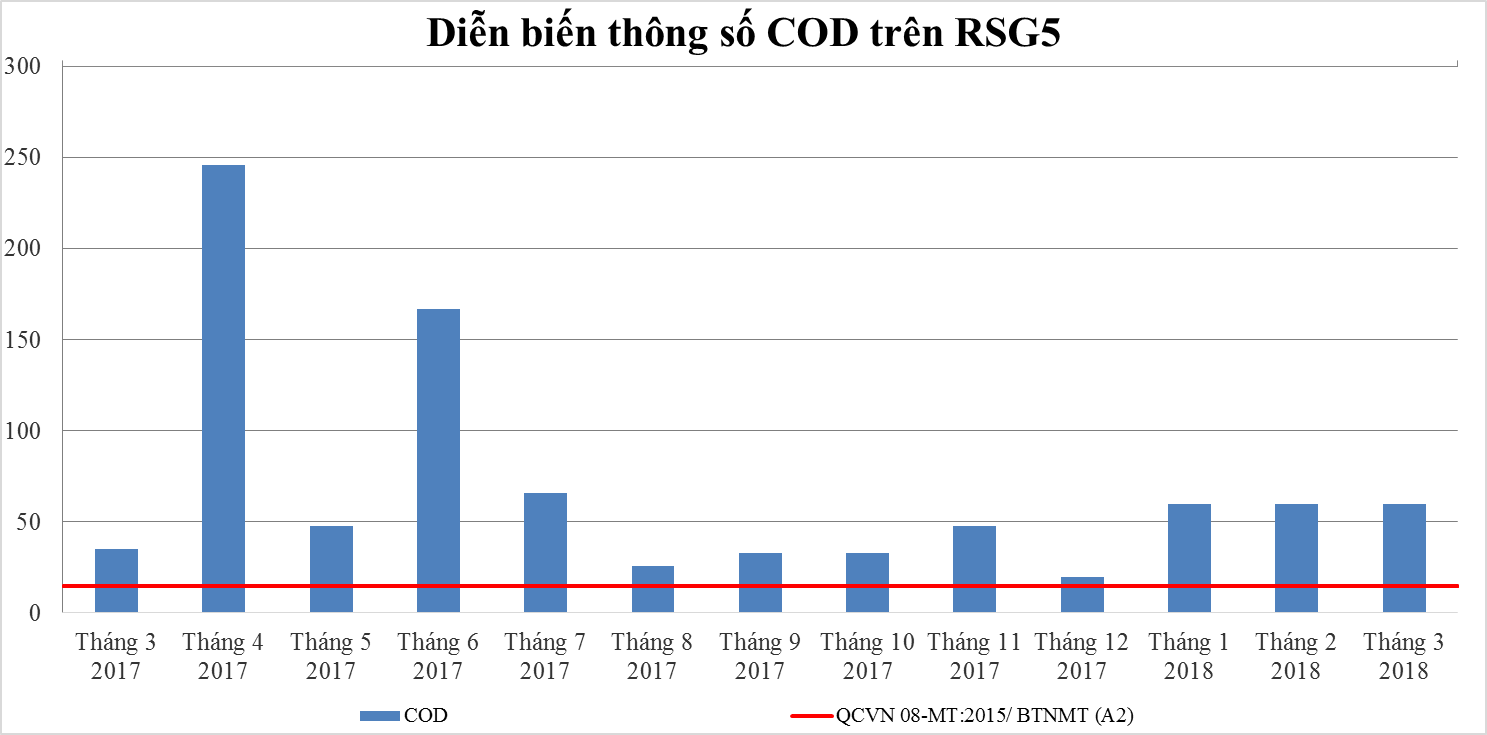 Diễn biến thông số COD trên RSG5
300
250
200
150
100
50
0
Tháng 3 Tháng 4 Tháng 5 Tháng 6 Tháng 7 Tháng 8 Tháng 9 Tháng 10 Tháng 11 Tháng 12 Tháng 1 Tháng 2 Tháng 3
2017 2017 2017 2017 2017 2017 2017 2017 2017 2017 2018 2018 2018
COD QCVN 08-MT:2015/ BTNMT (A2)